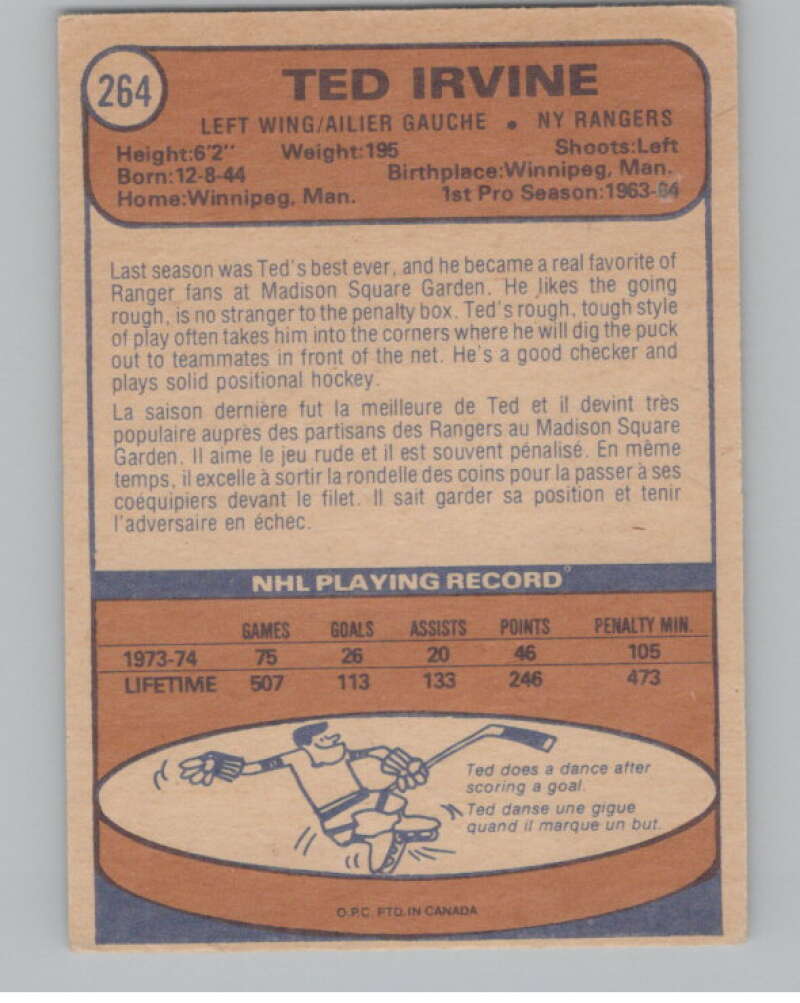 264
TED IRVINE
LEFT WING/AILIER GAUCHE • NY RANGERS
Height:6'2" Weight:195 Shoots:Left
Born:12-8-44 Birthplace:Winnipeg, Man.
Home:Winnipeg, Man. 1st Pro Season:1963-64
Last season was Ted's best ever, and he became a real favorite of
Ranger fans at Madison Square Garden. He likes the going
rough, is no stranger to the penalty box. Ted's rough, tough style
of play often takes him into the corners where he will dig the puck
out to teammates in front of the net. He's a good checker and
plays solid positional hockey.
La saison dernière fut la meilleure de Ted et il devint très
populaire auprès des partisans des Rangers au Madison Square
Garden. Il aime le jeu rude et il est souvent pénalisé. En même
temps, il excelle à sortir la rondelle des coins pour la passer à ses
coéquipiers devant le filet. Il sait garder sa position et tenir
l'adversaire en échec.
NHL PLAYING RECORD
GAMES GOALS ASSISTS POINTS PENALTY MIN.
1973-74 75 26 20 46 105
LIFETIME 507 113 133 246 473
Ted does a dance after
scoring a goal.
Ted danse une gigue
quand il marque un but.
O.P.C. PTD. IN CANADA